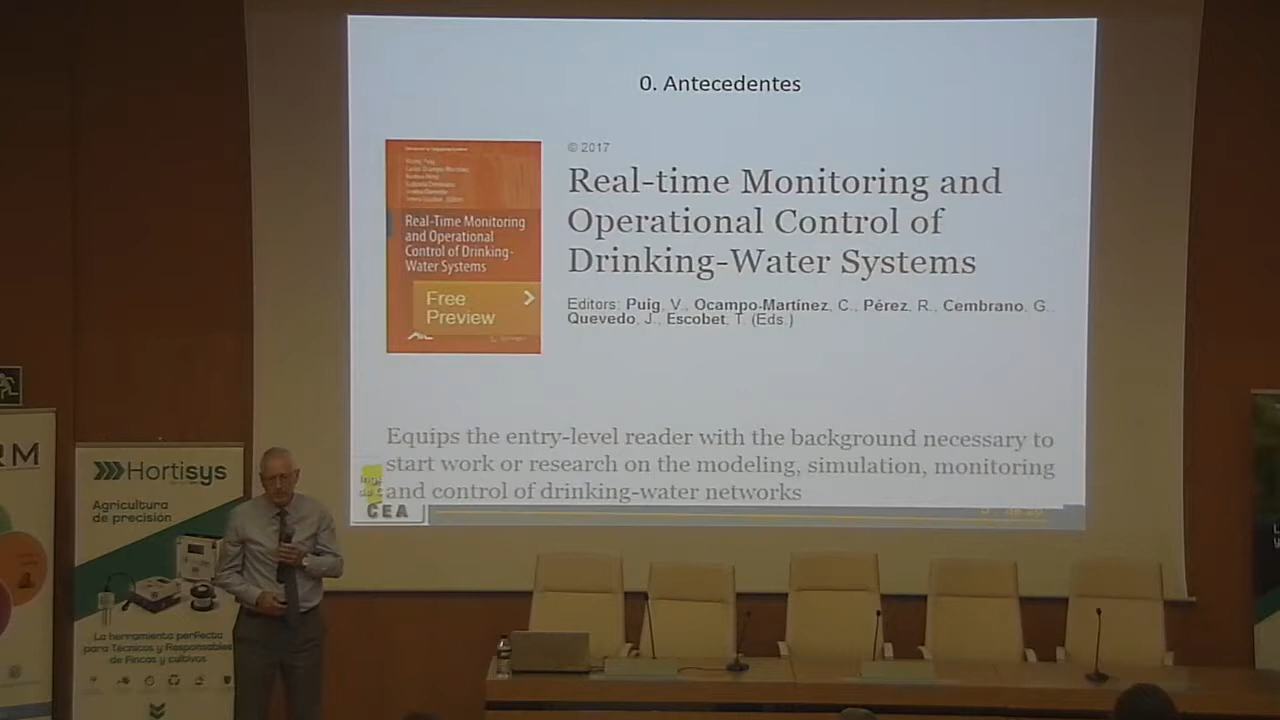 0. Antecedentes
© 2017
Real-time Monitoring and
Operational Control of
Drinking-Water Systems
Editors: Puig, V., Ocampo-Martínez, C., Pérez, R., Cembrano, G.,
Quevedo, J., Escobet, T. (Eds.)
Real-Time Monitoring
and Operational
Control of Drinking-
Water Systems
Free
Preview
Equips the entry-level reader with the background necessary to
start work or research on the modeling, simulation, monitoring
and control of drinking-water networks
CEA
RM
Hortisys
Agricultura
de precisión
La herramienta perfecta
para Técnicos y Responsables
de Fincas y cultivos